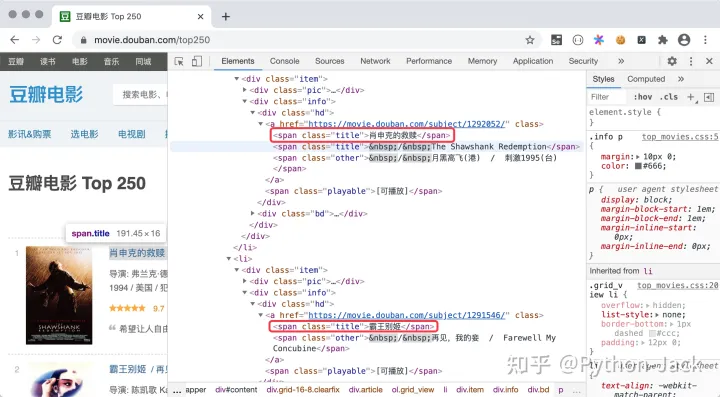 豆瓣电影 Top 250
movie.douban.com/top250
豆瓣 读书 电影 音乐 同城
豆瓣电影
搜索电影、电
影讯&购票 选电影 电视剧
豆瓣电影 Top 250
span.title 191.45 × 16
1
肖申克的救赎
导演: 弗兰克·德
1994 / 美国 / 犯
9.7
希望让人自由
2
霸王别姬 / 再见
导演: 陈凯歌 Ka
Elements Console Sources Network Performance Memory Application Security
<div class="item">
<div class="pic">…</div>
<div class="info">
<div class="hd">
<a href="https://movie.douban.com/subject/1292052/" class>
<span class="title">肖申克的救赎</span>
<span class="title">&nbsp;/&nbsp;The Shawshank Redemption</span>
<span class="other">&nbsp;/&nbsp;月黑高飞(港) / 刺激1995(台)
</span>
</a>
<span class="playable">[可播放]</span>
</div>
<div class="bd">…</div>
</div>
</div>
</li>
<li>
<div class="item">
<div class="pic">…</div>
<div class="info">
<div class="hd">
<a href="https://movie.douban.com/subject/1291546/" class>
<span class="title">霸王别姬</span>
<span class="other">&nbsp;/&nbsp;再见，我的妾 / Farewell My
Concubine</span>
</a>
<span class="playable">[可播放]</span>
</div>
… apper div#content div.grid-16-8.clearfix div.article ol.grid_view li div.item div.info div.bd p …
Styles Computed
Filter :hov .cls
element.style {
}
.info p top_movies.css:5
{
margin: 10px 0;
color: #666;
}
p { user agent stylesheet
display: block;
margin-block-start: 1em;
margin-block-end: 1em;
margin-inline-start:
0px;
margin-inline-end: 0px;
}
Inherited from li
.grid_v top_movies.css:20
iew li {
overflow: hidden;
list-style: none;
border-bottom: 1px
dashed #ccc;
padding: 12px 0;
}
li { user agent stylesheet
text-align: -webkit-
match-parent;
知乎 @Python-Jack